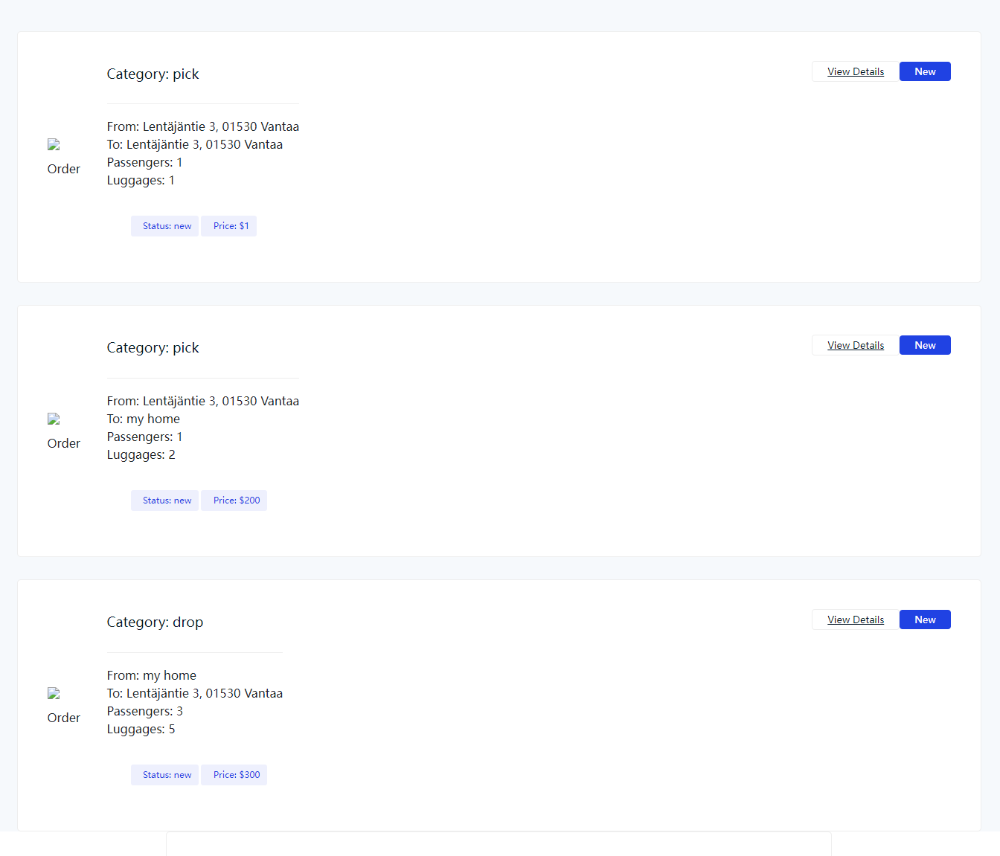 Category: pick
View Details
New
From: Lentäjäntie 3, 01530 Vantaa
To: Lentäjäntie 3, 01530 Vantaa
Passengers: 1
Luggages: 1
Order
Status: new
Price: $1
Category: pick
View Details
New
From: Lentäjäntie 3, 01530 Vantaa
To: my home
Passengers: 1
Luggages: 2
Order
Status: new
Price: $200
Category: drop
View Details
New
From: my home
To: Lentäjäntie 3, 01530 Vantaa
Passengers: 3
Luggages: 5
Order
Status: new
Price: $300